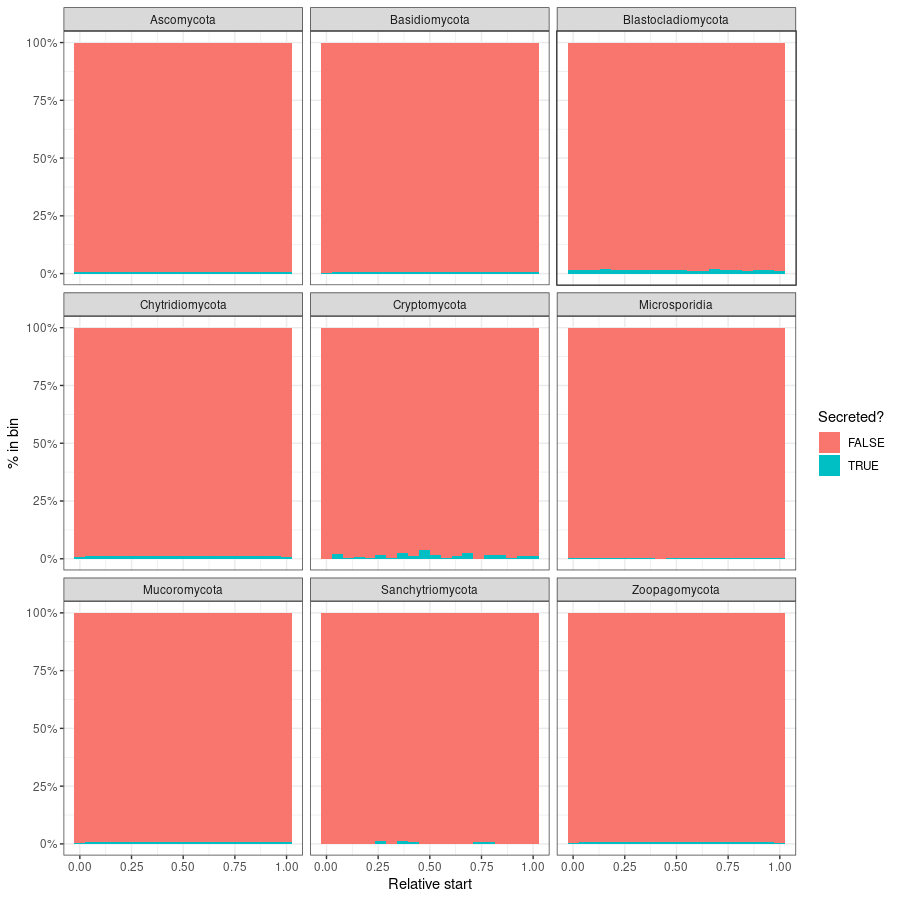 Ascomycota Basidiomycota Blastocladiomycota
100%
75%
50%
25%
0%
Chytridiomycota Cryptomycota Microsporidia
100%
75%
50%
25%
0%
Mucoromycota Sanchytriomycota Zoopagomycota
100%
75%
50%
25%
0%
0.00 0.25 0.50 0.75 1.00 0.00 0.25 0.50 0.75 1.00 0.00 0.25 0.50 0.75 1.00
Relative start
% in bin
Secreted?
FALSE
TRUE